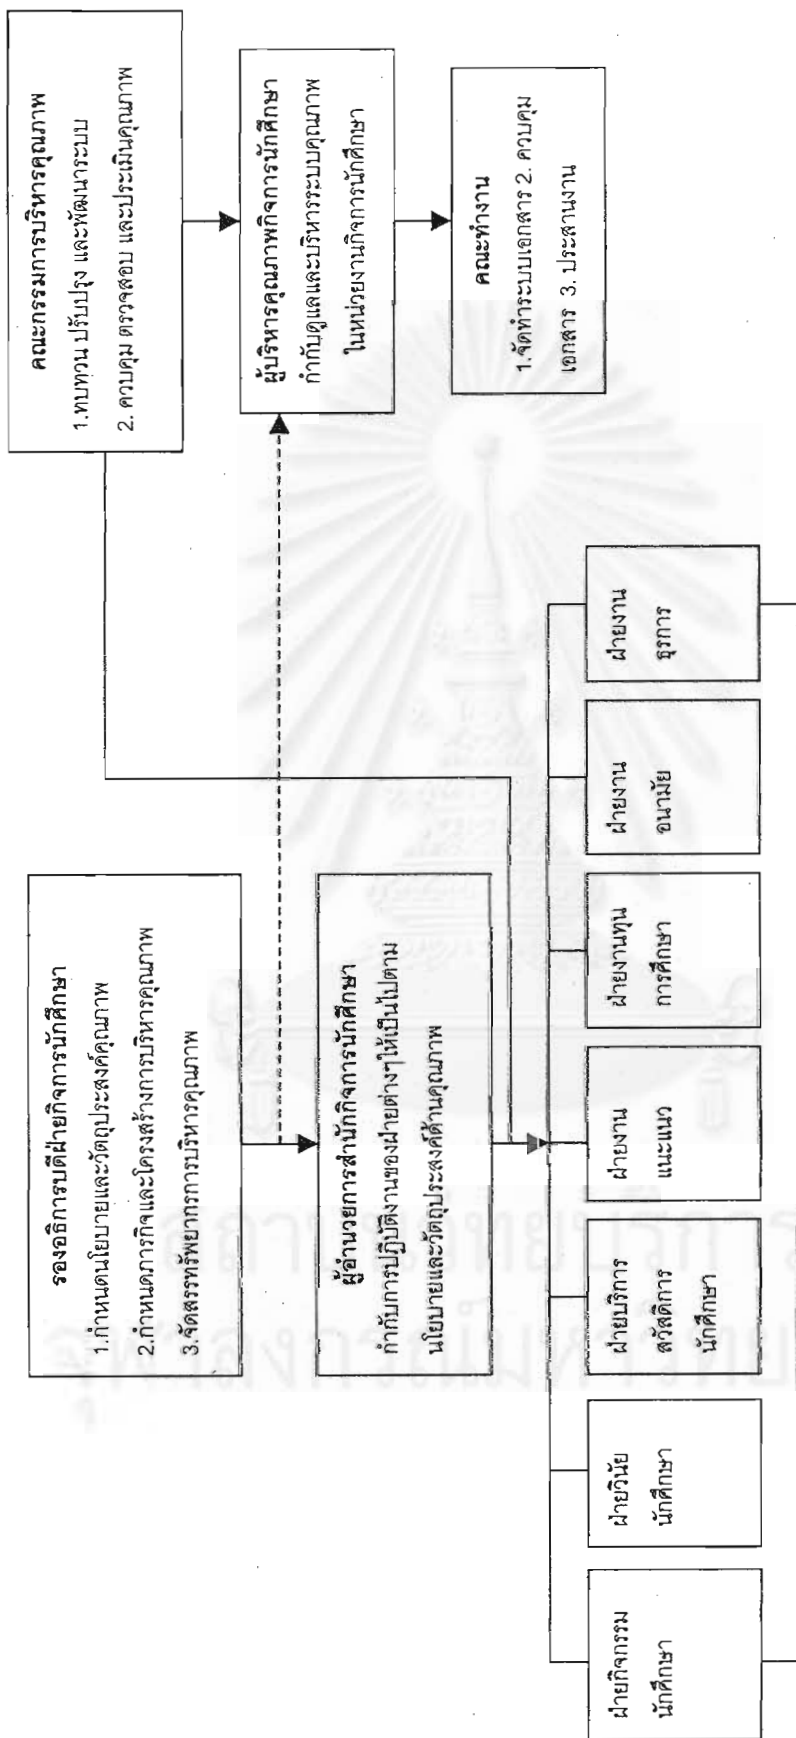 คณะกรรมการบริหารคุณภาพ
1.ทบทวน ปรับปรุง และพัฒนาระบบ
2. ควบคุม ตรวจสอบ และประเมินคุณภาพ
ผู้บริหารคุณภาพกิจการนักศึกษา
กำกับดูแลและบริหารระบบคุณภาพ
ในหน่วยงานกิจการนักศึกษา
คณะทำงาน
1.จัดทำระบบเอกสาร 2. ควบคุม
เอกสาร 3. ประสานงาน
รองอธิการบดีฝ่ายกิจการนักศึกษา
1.กำหนดนโยบายและวัตถุประสงค์คุณภาพ
2.กำหนดภารกิจและโครงสร้างการบริหารคุณภาพ
3.จัดสรรทรัพยากรการบริหารคุณภาพ
ผู้อำนวยการสำนักกิจการนักศึกษา
กำกับการปฏิบัติงานของฝ่ายต่างๆให้เป็นไปตาม
นโยบายและวัตถุประสงค์ด้านคุณภาพ
ฝ่ายกิจกรรม
นักศึกษา
ฝ่ายวินัย
นักศึกษา
ฝ่ายบริการ
สวัสดิการ
นักศึกษา
ฝ่ายงาน
แนะแนว
ฝ่ายงานทุน
การศึกษา
ฝ่ายงาน
อนามัย
ฝ่ายงาน
ธุรการ